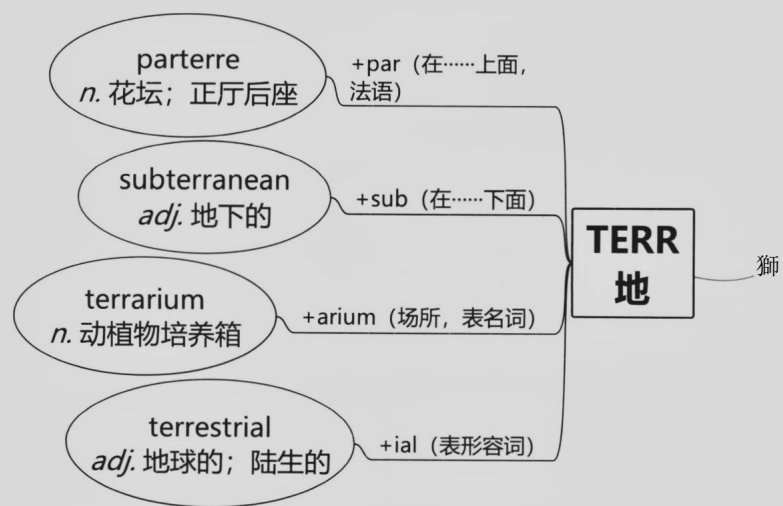 parterre
n. 花坛；正厅后座
+par（在……上面，
法语）
subterranean
adj. 地下的
+sub（在……下面）
TERR
地
獅
terrarium
n. 动植物培养箱
+arium（场所，表名词）
terrestrial
adj. 地球的；陆生的
+ial（表形容词）